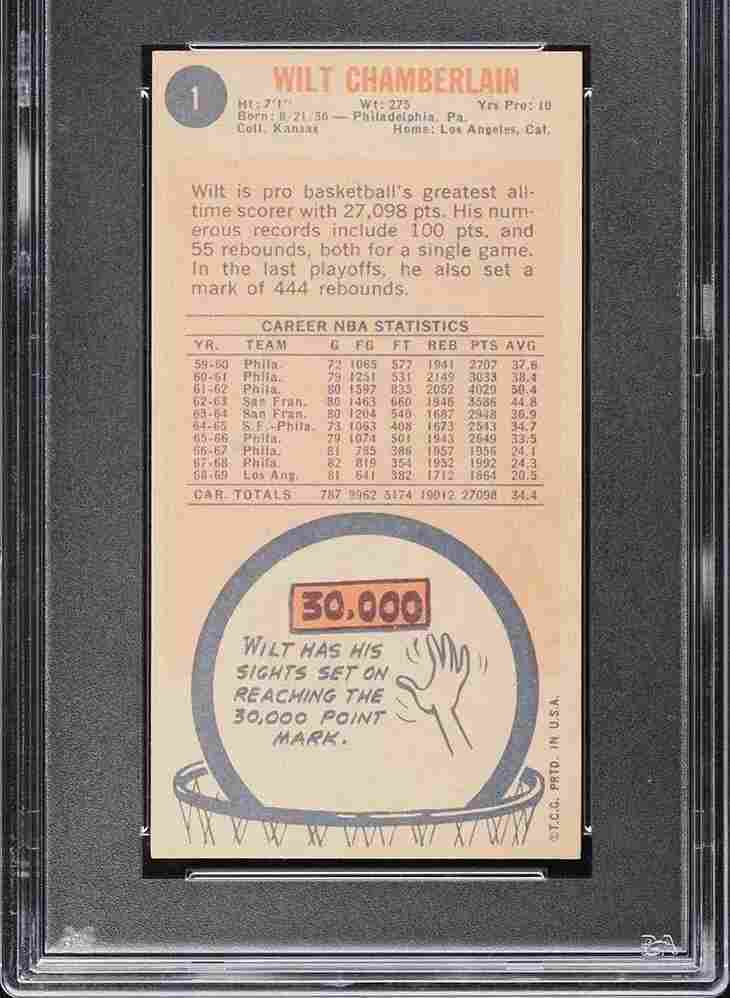 1
WILT CHAMBERLAIN
Ht: 7'1" Wt: 275 Yrs Pro: 10
Born: 8/21/36 — Philadelphia, Pa.
Coll. Kansas Home: Los Angeles, Cal.
Wilt is pro basketball's greatest all-
time scorer with 27,098 pts. His num-
erous records include 100 pts. and
55 rebounds, both for a single game.
In the last playoffs, he also set a
mark of 444 rebounds.
CAREER NBA STATISTICS
YR. TEAM G FG FT REB PTS AVG
59-60 Phila. 72 1065 577 1941 2707 37.6
60-61 Phila. 79 1251 531 2149 3033 38.4
61-62 Phila. 80 1597 835 2052 4029 50.4
62-63 San Fran. 80 1463 660 1946 3586 44.8
63-64 San Fran. 80 1204 540 1687 2948 36.9
64-65 S.F.-Phila. 73 1063 408 1673 2543 34.7
65-66 Phila. 79 1074 501 1943 2649 33.5
66-67 Phila. 81 785 386 1957 1956 24.1
67-68 Phila. 82 819 354 1952 1992 24.3
68-69 Los Ang. 81 641 382 1712 1864 20.5
CAR. TOTALS 787 9962 5174 19012 27098 34.4
30,000
WILT HAS HIS
SIGHTS SET ON
REACHING THE
30,000 POINT
MARK.
©T.C.G. PRTD. IN U.S.A.